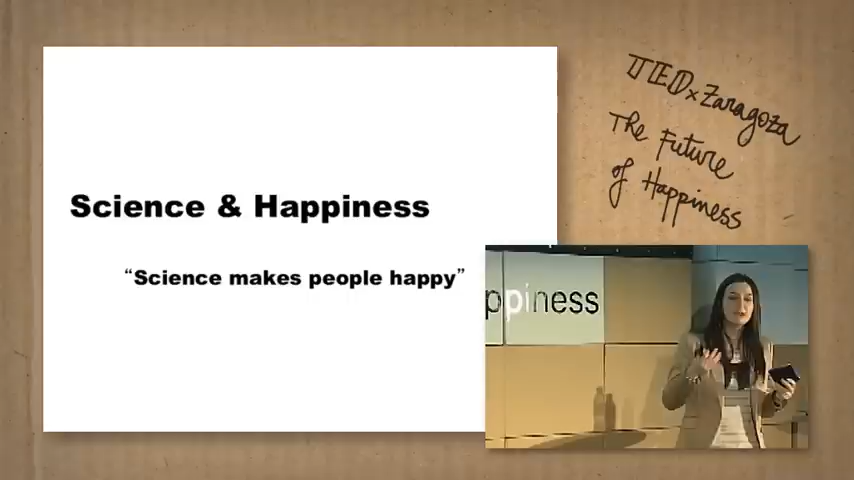 Science & Happiness
“Science makes people happy”
TEDxZaragoza
The Future
of Happiness
ppiness